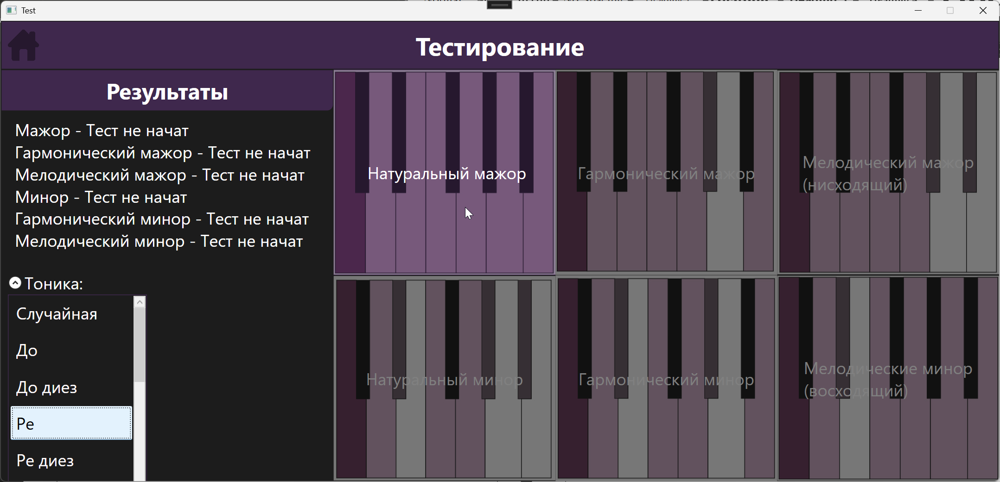 Test
Тестирование
Результаты
Мажор - Тест не начат
Гармонический мажор - Тест не начат
Мелодический мажор - Тест не начат
Минор - Тест не начат
Гармонический минор - Тест не начат
Мелодический минор - Тест не начат
Тоника:
Случайная
До
До диез
Ре
Ре диез
Натуральный мажор
Гармонический мажор
Мелодический мажор
(нисходящий)
Натуральный минор
Гармонический минор
Мелодические минор
(восходящий)